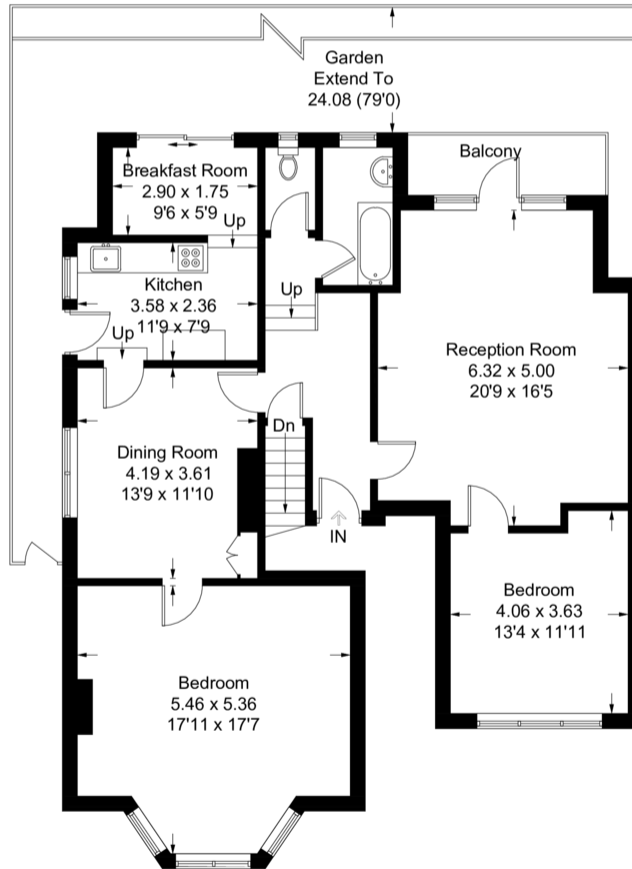 Garden
Extend To
24.08 (79'0)
Balcony
Breakfast Room
2.90 x 1.75
9'6 x 5'9
Up
Kitchen
3.58 x 2.36
11'9 x 7'9
Up
Up
Reception Room
6.32 x 5.00
20'9 x 16'5
Dining Room
4.19 x 3.61
13'9 x 11'10
Dn
IN
Bedroom
4.06 x 3.63
13'4 x 11'11
Bedroom
5.46 x 5.36
17'11 x 17'7